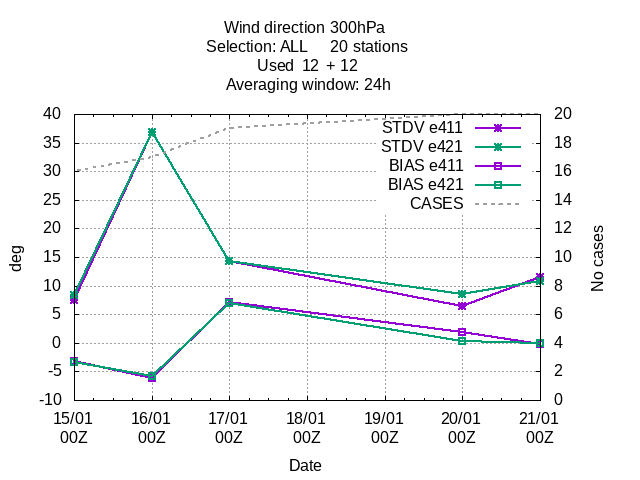 Wind direction 300hPa
Selection: ALL     20 stations
Used  12 + 12
Averaging window: 24h
40
35
30
25
20
15
10
5
0
-5
-10
deg
20
18
16
14
12
10
8
6
4
2
0
No cases
STDV e411
STDV e421
BIAS e411
BIAS e421
CASES
15/01 16/01 17/01 18/01 19/01 20/01 21/01
00Z 00Z 00Z 00Z 00Z 00Z 00Z
Date